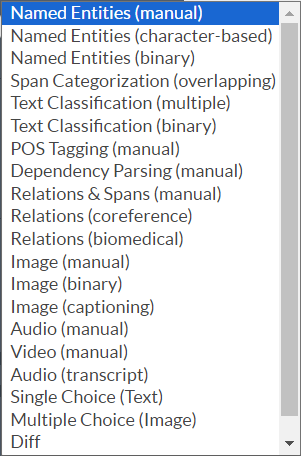 Named Entities (manual)
Named Entities (character-based)
Named Entities (binary)
Span Categorization (overlapping)
Text Classification (multiple)
Text Classification (binary)
POS Tagging (manual)
Dependency Parsing (manual)
Relations & Spans (manual)
Relations (coreference)
Relations (biomedical)
Image (manual)
Image (binary)
Image (captioning)
Audio (manual)
Video (manual)
Audio (transcript)
Single Choice (Text)
Multiple Choice (Image)
Diff